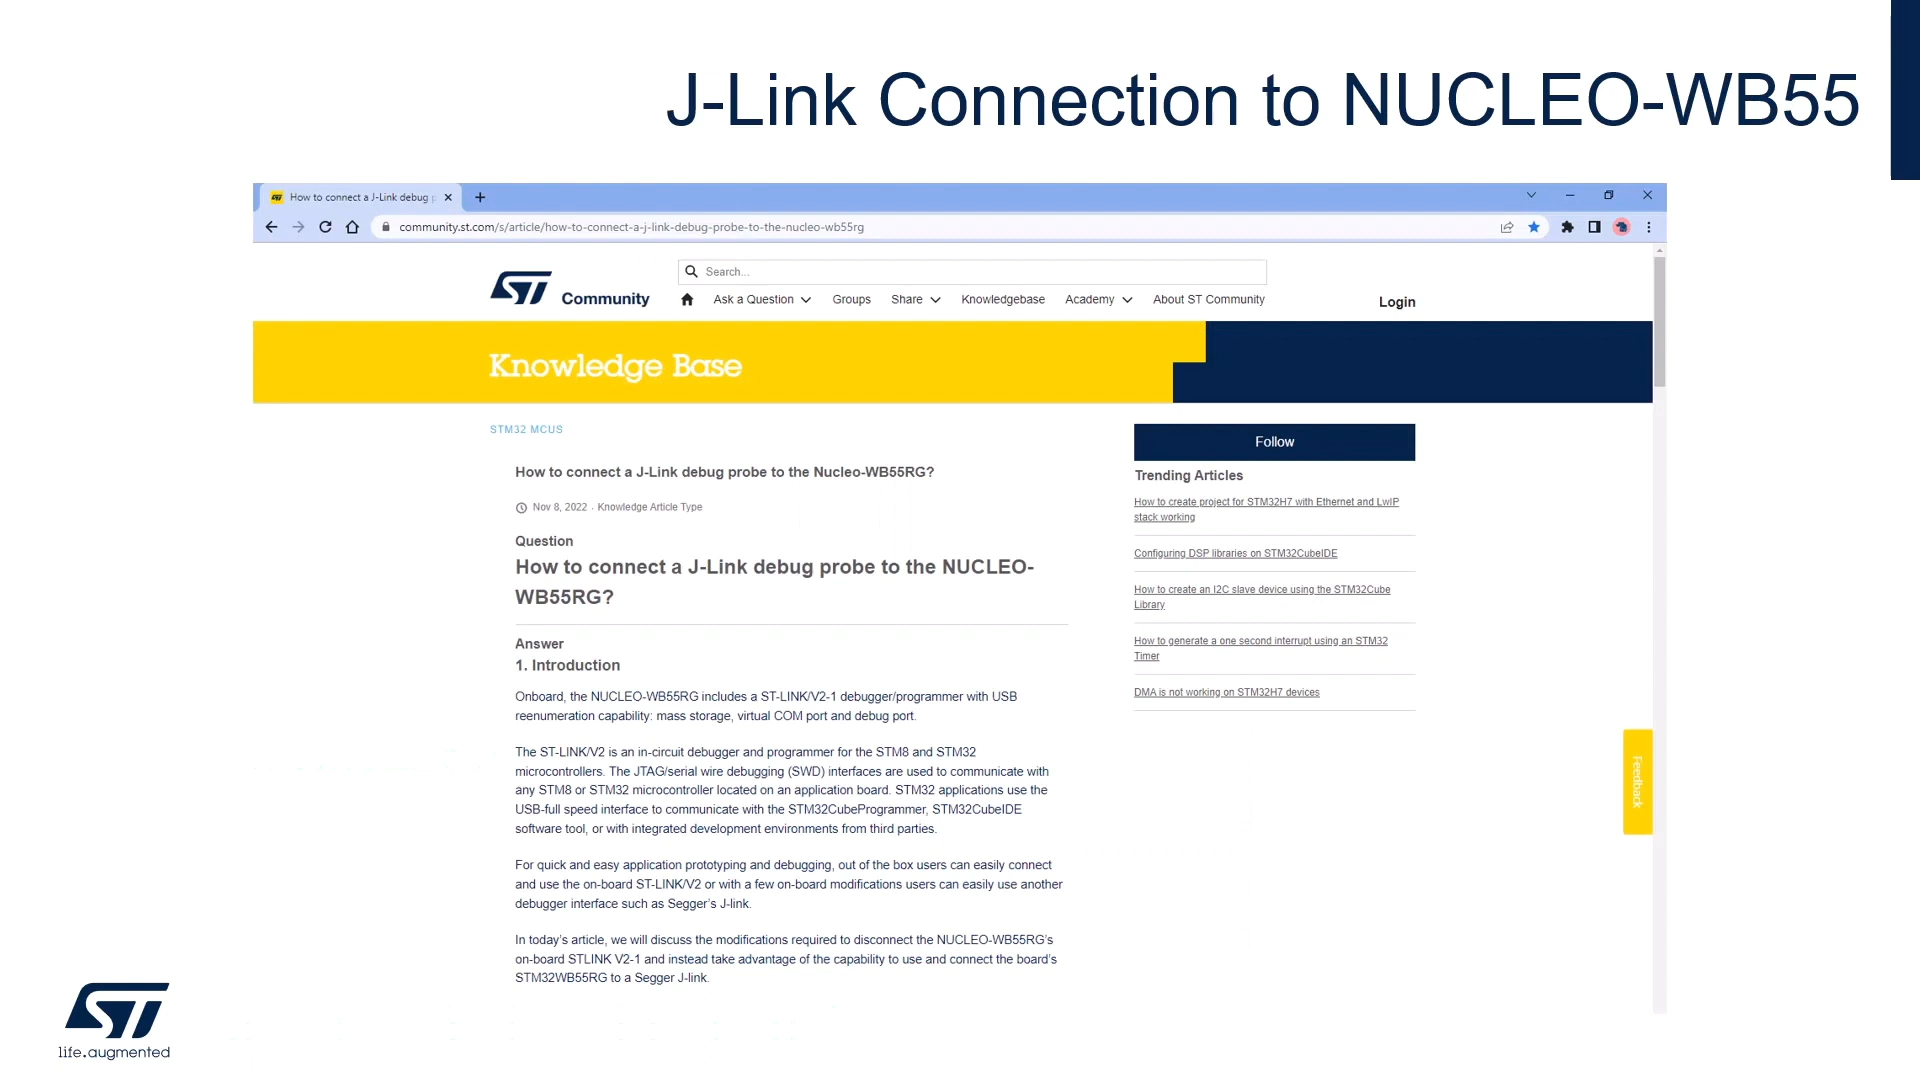 J-Link Connection to NUCLEO-WB55
How to connect a J-Link debug p
community.st.com/s/article/how-to-connect-a-j-link-debug-probe-to-the-nucleo-wb55rg
ST Community
Search...
Ask a Question
Groups
Share
Knowledgebase
Academy
About ST Community
Login
Knowledge Base
STM32 MCUS
How to connect a J-Link debug probe to the Nucleo-WB55RG?
Nov 8, 2022 · Knowledge Article Type
Question
How to connect a J-Link debug probe to the NUCLEO-
WB55RG?
Answer
1. Introduction
Onboard, the NUCLEO-WB55RG includes a ST-LINK/V2-1 debugger/programmer with USB
reenumeration capability: mass storage, virtual COM port and debug port.
The ST-LINK/V2 is an in-circuit debugger and programmer for the STM8 and STM32
microcontrollers. The JTAG/serial wire debugging (SWD) interfaces are used to communicate with
any STM8 or STM32 microcontroller located on an application board. STM32 applications use the
USB-full speed interface to communicate with the STM32CubeProgrammer, STM32CubeIDE
software tool, or with integrated development environments from third parties.
For quick and easy application prototyping and debugging, out of the box users can easily connect
and use the on-board ST-LINK/V2 or with a few on-board modifications users can easily use another
debugger interface such as Segger's J-link.
In today's article, we will discuss the modifications required to disconnect the NUCLEO-WB55RG's
on-board STLINK V2-1 and instead take advantage of the capability to use and connect the board's
STM32WB55RG to a Segger J-link.
Follow
Trending Articles
How to create project for STM32H7 with Ethernet and LwIP
stack working
Configuring DSP libraries on STM32CubeIDE
How to create an I2C slave device using the STM32Cube
Library
How to generate a one second interrupt using an STM32
Timer
DMA is not working on STM32H7 devices
Feedback
ST
life.augmented